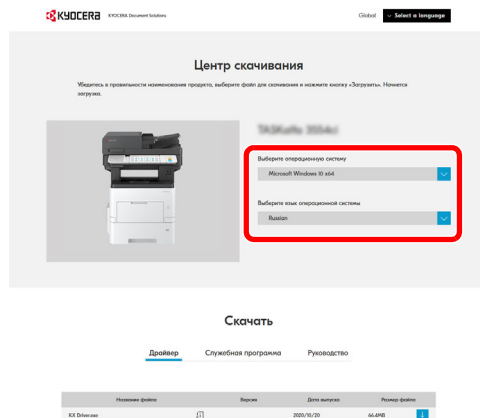 KYOCERA KYOCERA Document Solutions Global Select a language
Центр скачивания
Убедитесь в правильности наименования продукта, выберите файл для скачивания и нажмите кнопку «Загрузить». Начнется
загрузка.
Выберите операционную систему
Microsoft Windows 10 x64
Выберите язык операционной системы
Russian
Скачать
Драйвер Служебная программа Руководство
Название файла Версия Дата выпуска Размер файла
KX Driver.exe 2020/10/20 66.4MB